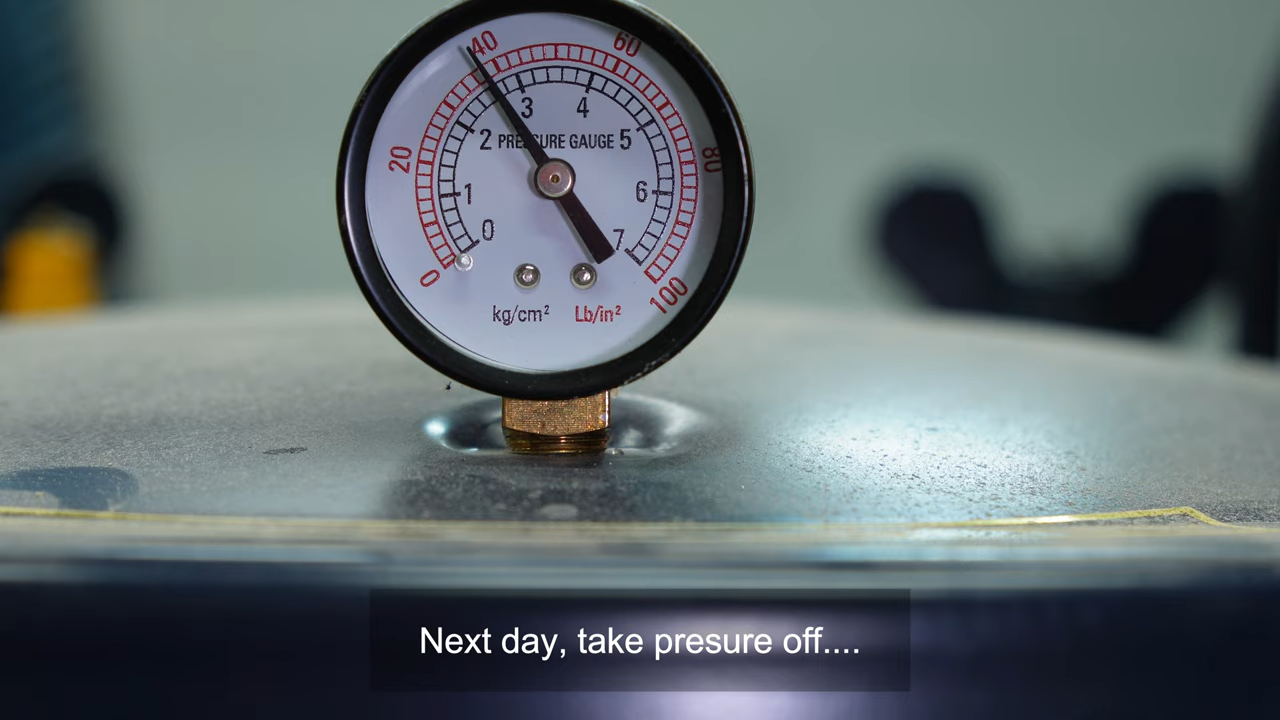 40 60
3 4
2 PRESSURE GAUGE 5
20 80
1 6
0 7
0 100
kg/cm² Lb/in²
Next day, take presure off....